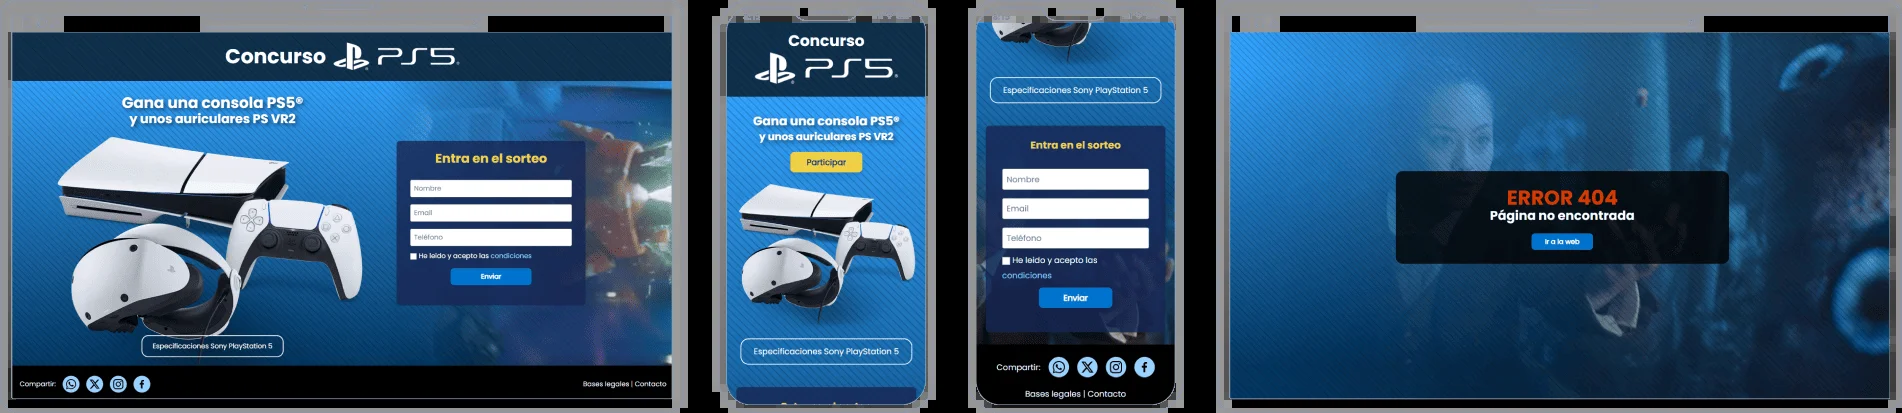 Concurso PS5
Gana una consola PS5®
y unos auriculares PS VR2
Entra en el sorteo
Nombre
Email
Teléfono
He leído y acepto las condiciones
Enviar
Especificaciones Sony PlayStation 5
Compartir:
Bases legales | Contacto
Concurso
PS5
Gana una consola PS5®
y unos auriculares PS VR2
Participar
Especificaciones Sony PlayStation 5
Especificaciones Sony PlayStation 5
Entra en el sorteo
Nombre
Email
Teléfono
He leído y acepto las
condiciones
Enviar
Compartir:
Bases legales | Contacto
ERROR 404
Página no encontrada
Ir a la web